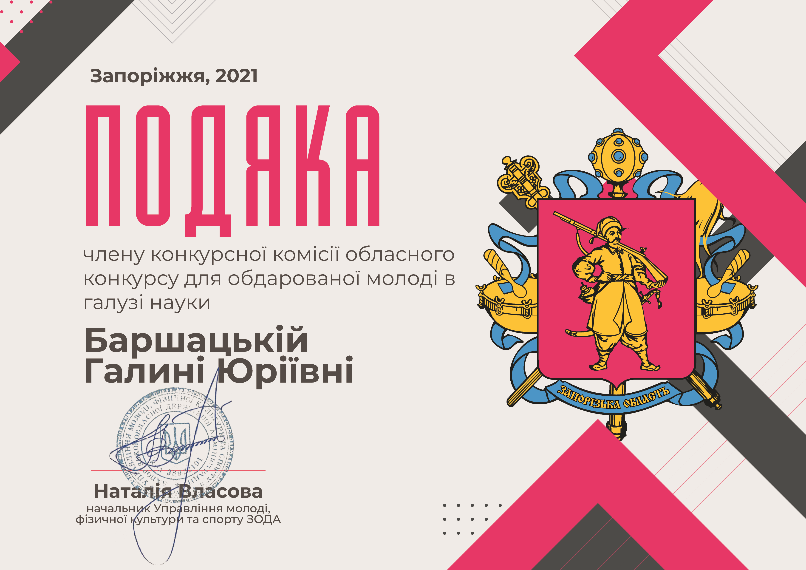 Запоріжжя, 2021
ПОДЯКА
члену конкурсної комісії обласного
конкурсу для обдарованої молоді в
галузі науки
Баршацькій
Галині Юріївні
Наталія Власова
начальник Управління молоді,
фізичної культури та спорту ЗОДА
ЗАПОРІЗЬКА ОБЛАСТЬ